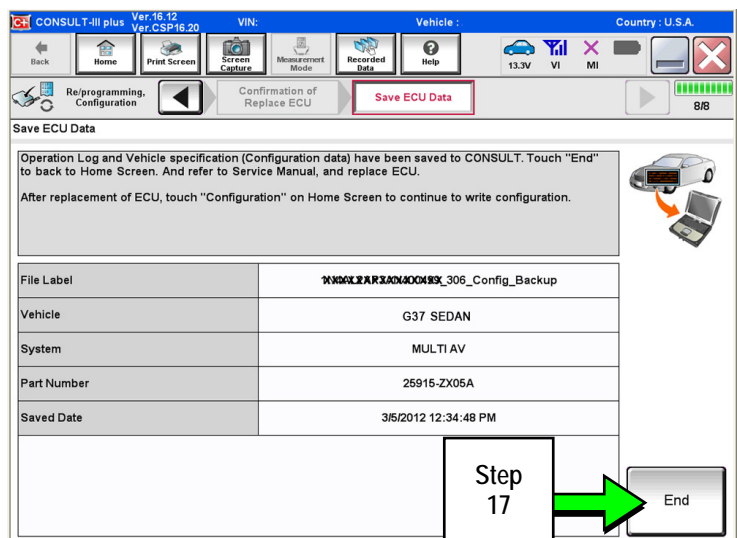 CONSULT-III plus Ver.16.12 VIN: Vehicle : Country : U.S.A.
Ver.CSP16.20
Back Home Print Screen Screen Capture Measurement Mode Recorded Data Help 13.3V VI MI
Re/programming, Configuration Confirmation of Replace ECU Save ECU Data 8/8
Save ECU Data
Operation Log and Vehicle specification (Configuration data) have been saved to CONSULT. Touch "End"
to back to Home Screen. And refer to Service Manual, and replace ECU.
After replacement of ECU, touch "Configuration" on Home Screen to continue to write configuration.
File Label _306_Config_Backup
Vehicle G37 SEDAN
System MULTI AV
Part Number 25915-ZX05A
Saved Date 3/5/2012 12:34:48 PM
Step
17
End